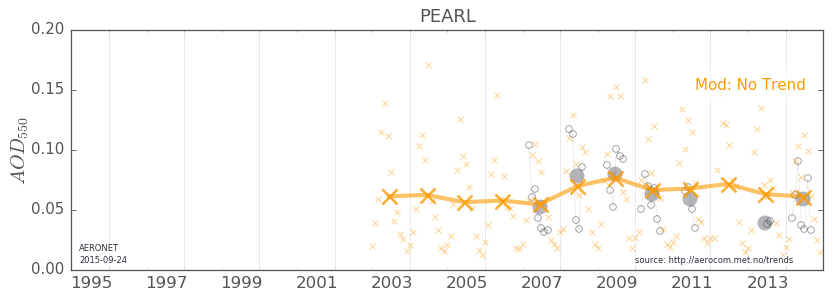 PEARL
0.20
0.15
0.10
0.05
0.00
AOD550
Mod: No Trend
AERONET
2015-09-24
source: http://aerocom.met.no/trends
1995 1997 1999 2001 2003 2005 2007 2009 2011 2013